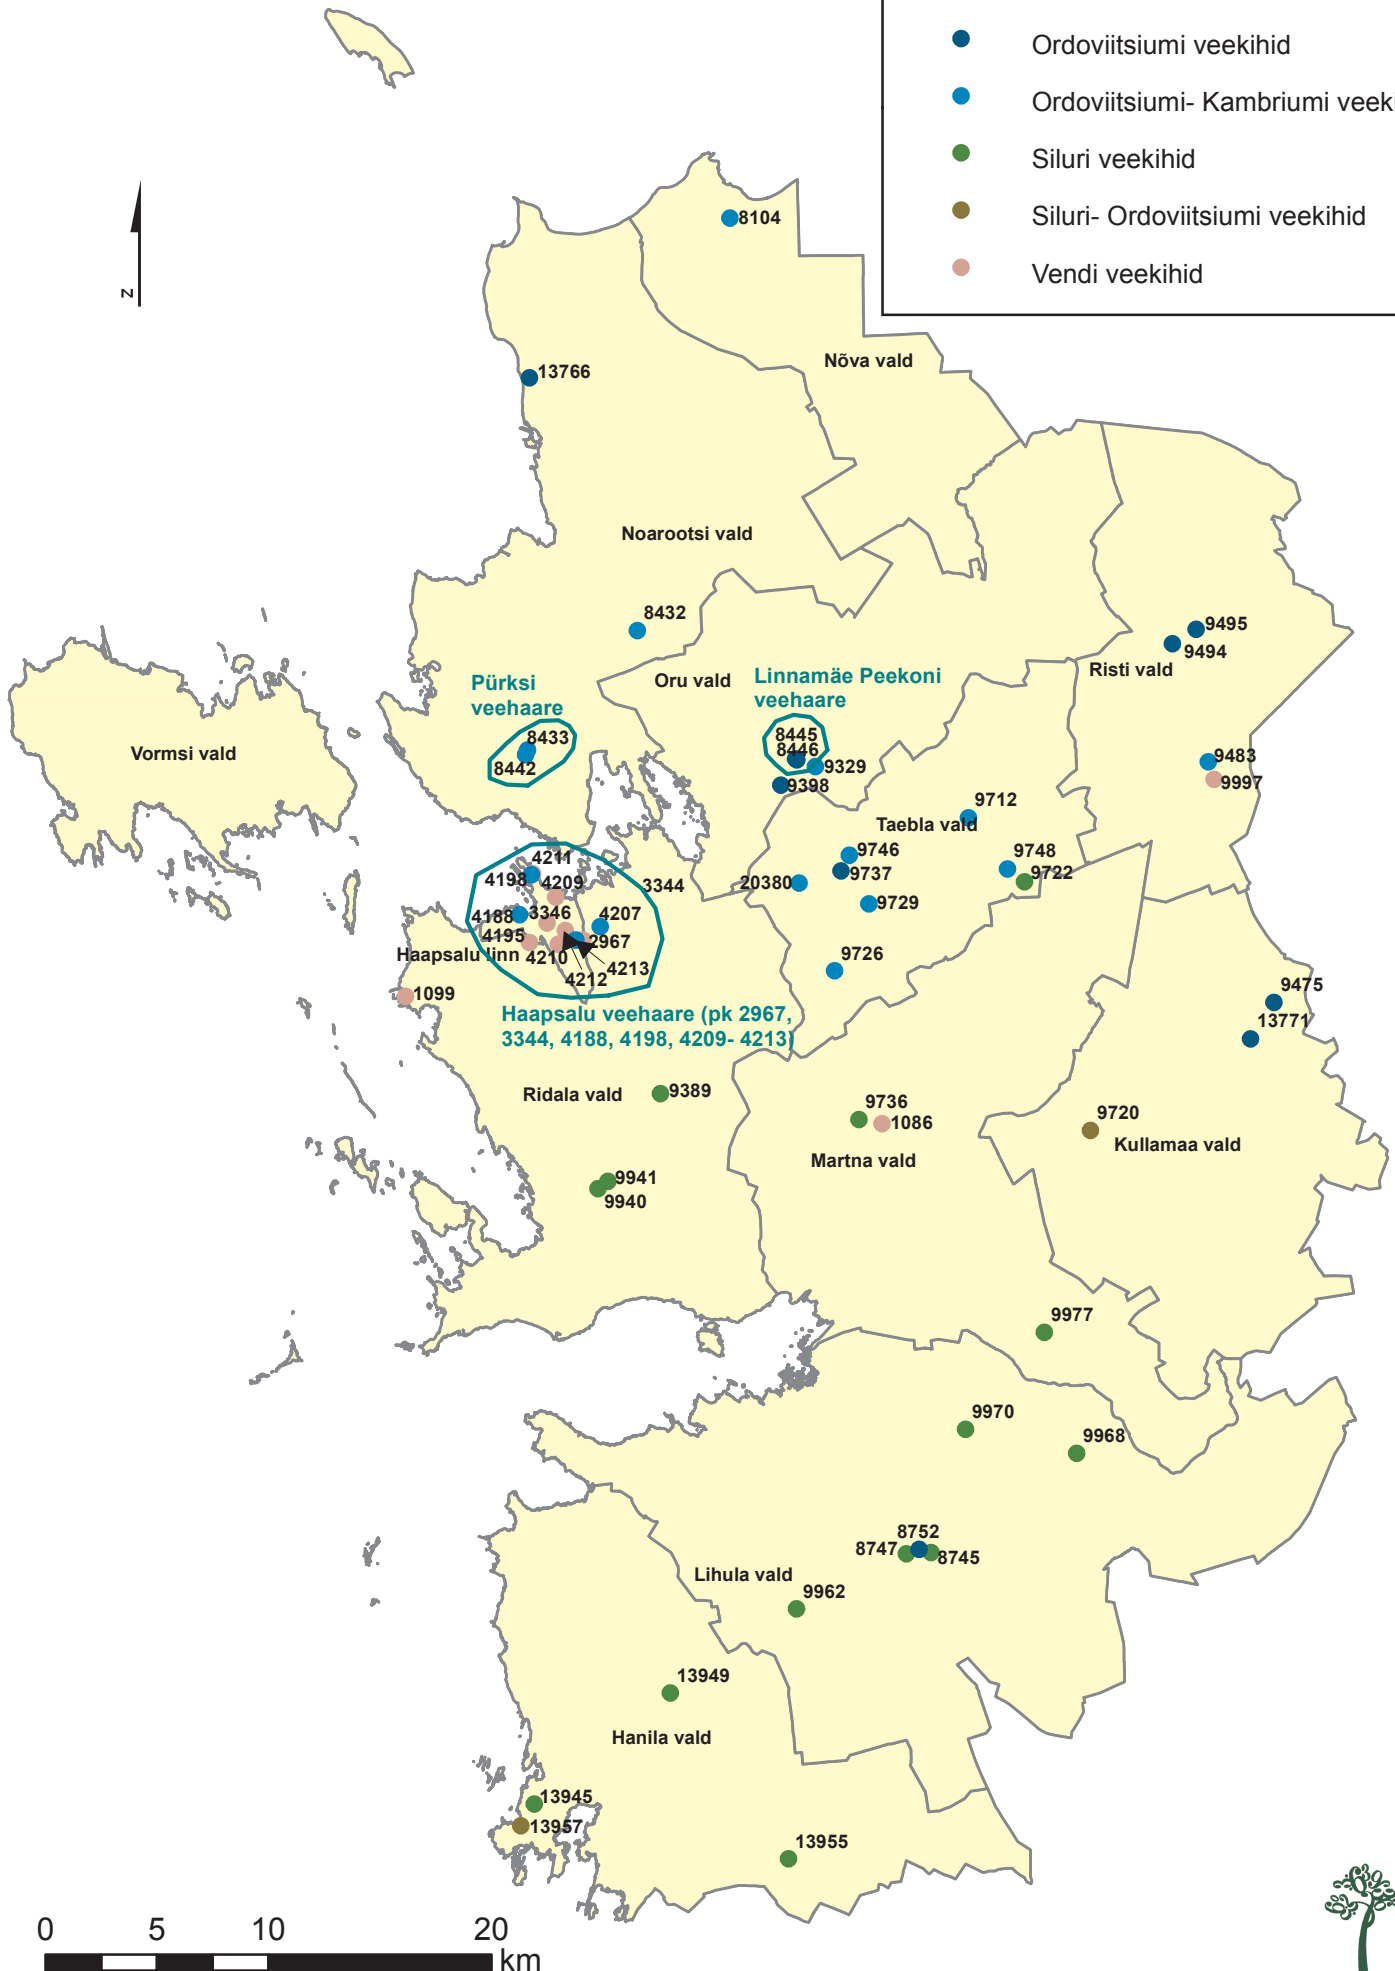 Ordoviitsiumi veekihid
Ordoviitsiumi- Kambriumi
Siluri veekihid
Siluri- Ordoviitsiumi veekihid
Vendi veekihid
z
8104
Nõva vald
13766
Noarootsi vald
8432
9495
9494
Risti vald
Oru vald
Linnamäe Peekoni
veehaare
Pürksi
veehaare
8445
8446
8433
8442
9329
9398
Vormsi vald
9483
9997
9712
Taebla vald
9746
9737
9748
9722
20380
9729
9726
4211
4198
4209
3344
4188
3346
4207
4195
2967
Haapsalu linn
4210
4213
4212
1099
Haapsalu veehaare (pk 2967,
3344, 4188, 4198, 4209- 4213)
9475
13771
Ridala vald
9389
9736
1086
Martna vald
9720
Kullamaa vald
9941
9940
9977
9970
9968
8752
8747
8745
Lihula vald
9962
13949
Hanila vald
13945
13957
13955
0 5 10 20
km